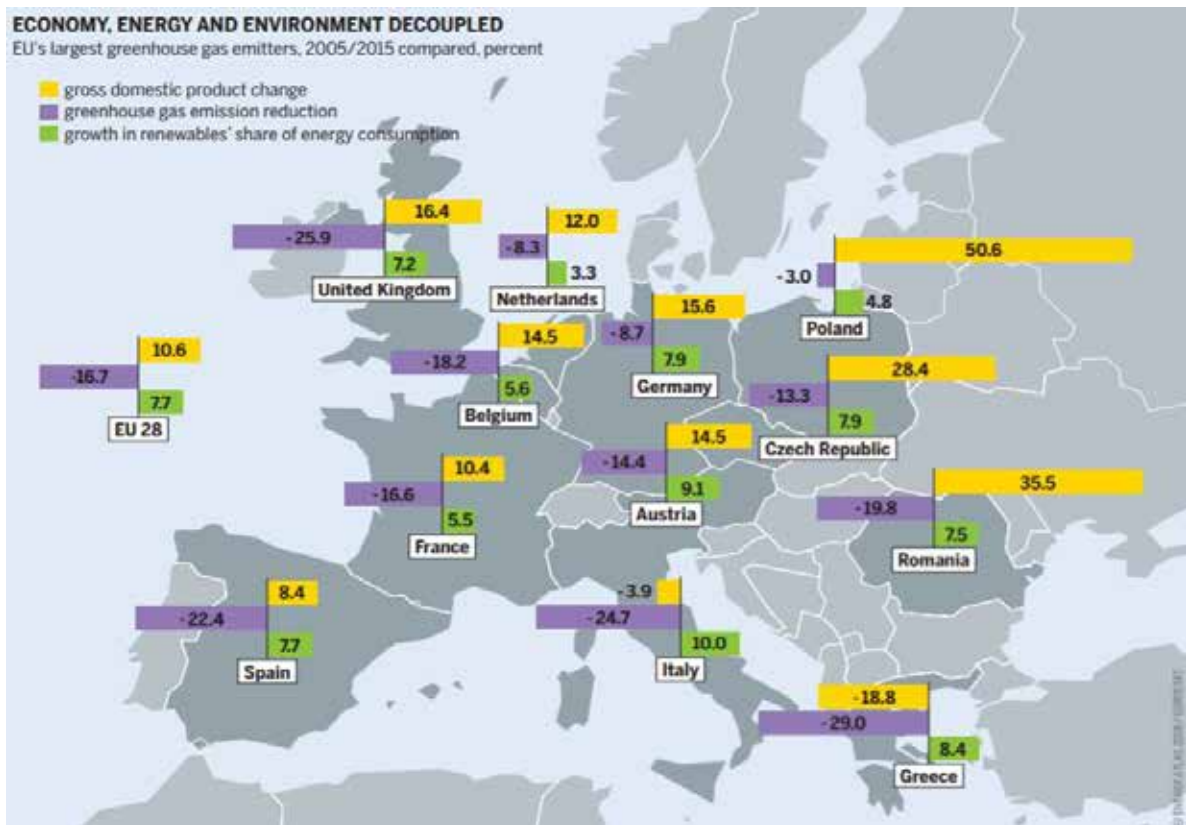 ECONOMY, ENERGY AND ENVIRONMENT DECOUPLED
EU's largest greenhouse gas emitters, 2005/2015 compared, percent
gross domestic product change
greenhouse gas emission reduction
growth in renewables' share of energy consumption
16.4
-25.9
7.2
United Kingdom
12.0
-8.3
3.3
Netherlands
50.6
-3.0
4.8
Poland
10.6
-16.7
7.7
EU 28
14.5
-18.2
5.6
Belgium
15.6
-8.7
7.9
Germany
28.4
-13.3
7.9
Czech Republic
10.4
-16.6
5.5
France
14.5
-14.4
9.1
Austria
35.5
-19.8
7.5
Romania
8.4
-22.4
7.7
Spain
-3.9
-24.7
10.0
Italy
-18.8
-29.0
8.4
Greece